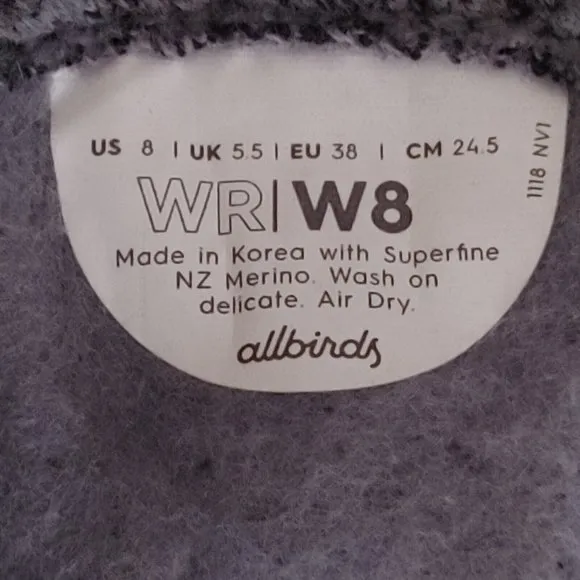 US 8 | UK 5.5 | EU 38 | CM 24.5
WR|W8
Made in Korea with Superfine
NZ Merino. Wash on
delicate. Air Dry.
allbirds
1118 NVI